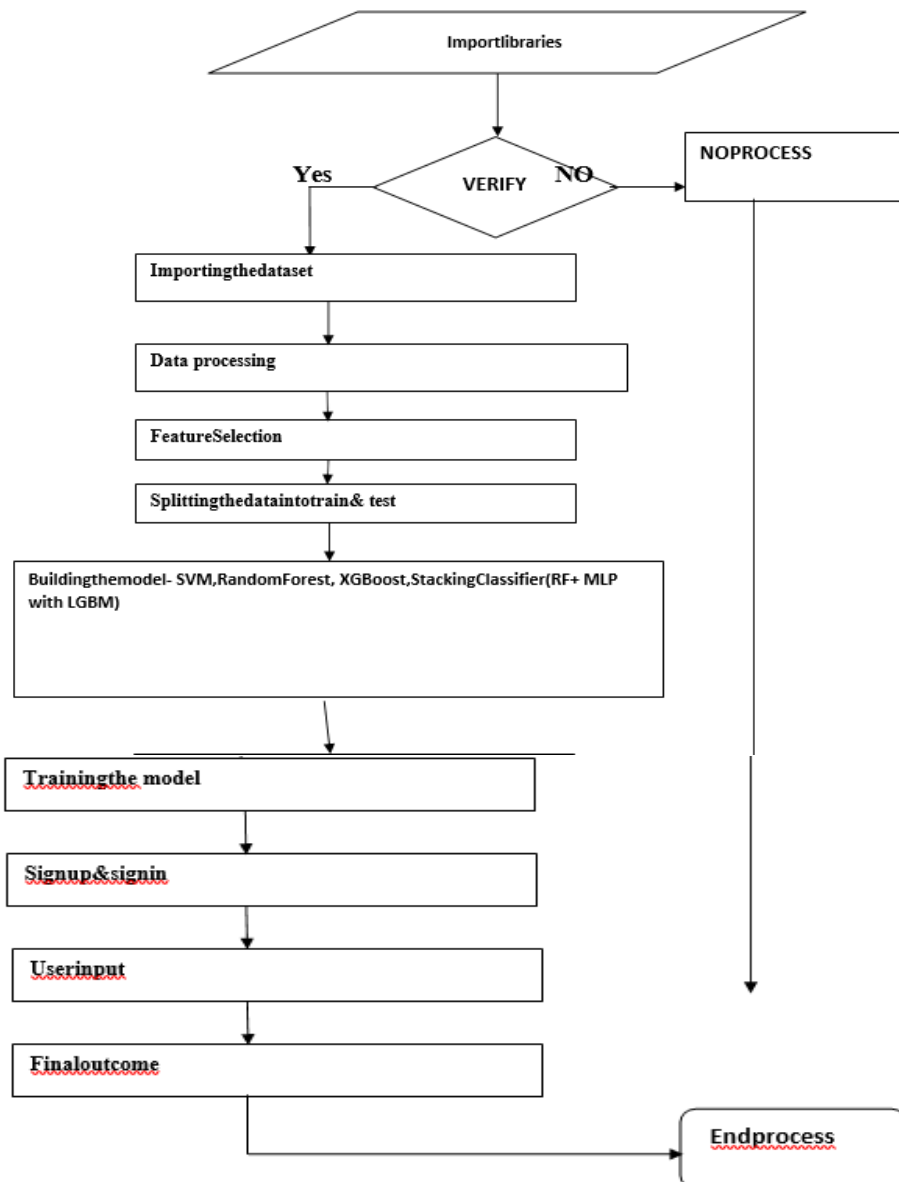 Importlibraries
Yes
VERIFY
NO
NOPROCESS
Importingthedataset
Data processing
FeatureSelection
Splittingthedataintotrain& test
Buildingthemodel- SVM,RandomForest, XGBoost,StackingClassifier(RF+ MLP
with LGBM)
Trainingthe model
Signup&signin
Userinput
Finaloutcome
Endprocess